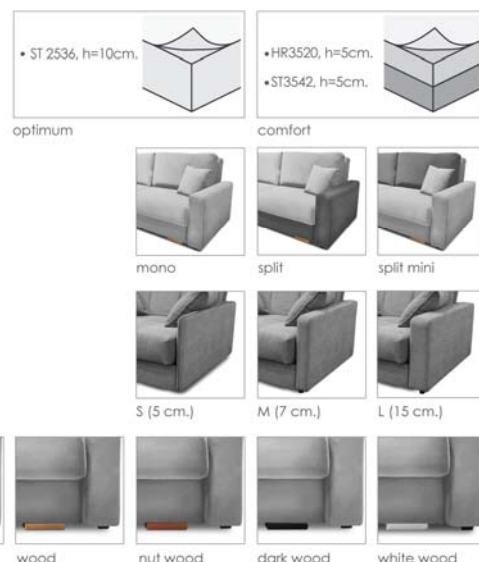 • ST 2536, h=10cm.
optimum
•HR3520, h=5cm.
•ST3542, h=5cm.
comfort
mono
split
split mini
S (5 cm.)
M (7 cm.)
L (15 cm.)
wood
nut wood
dark wood
white wood